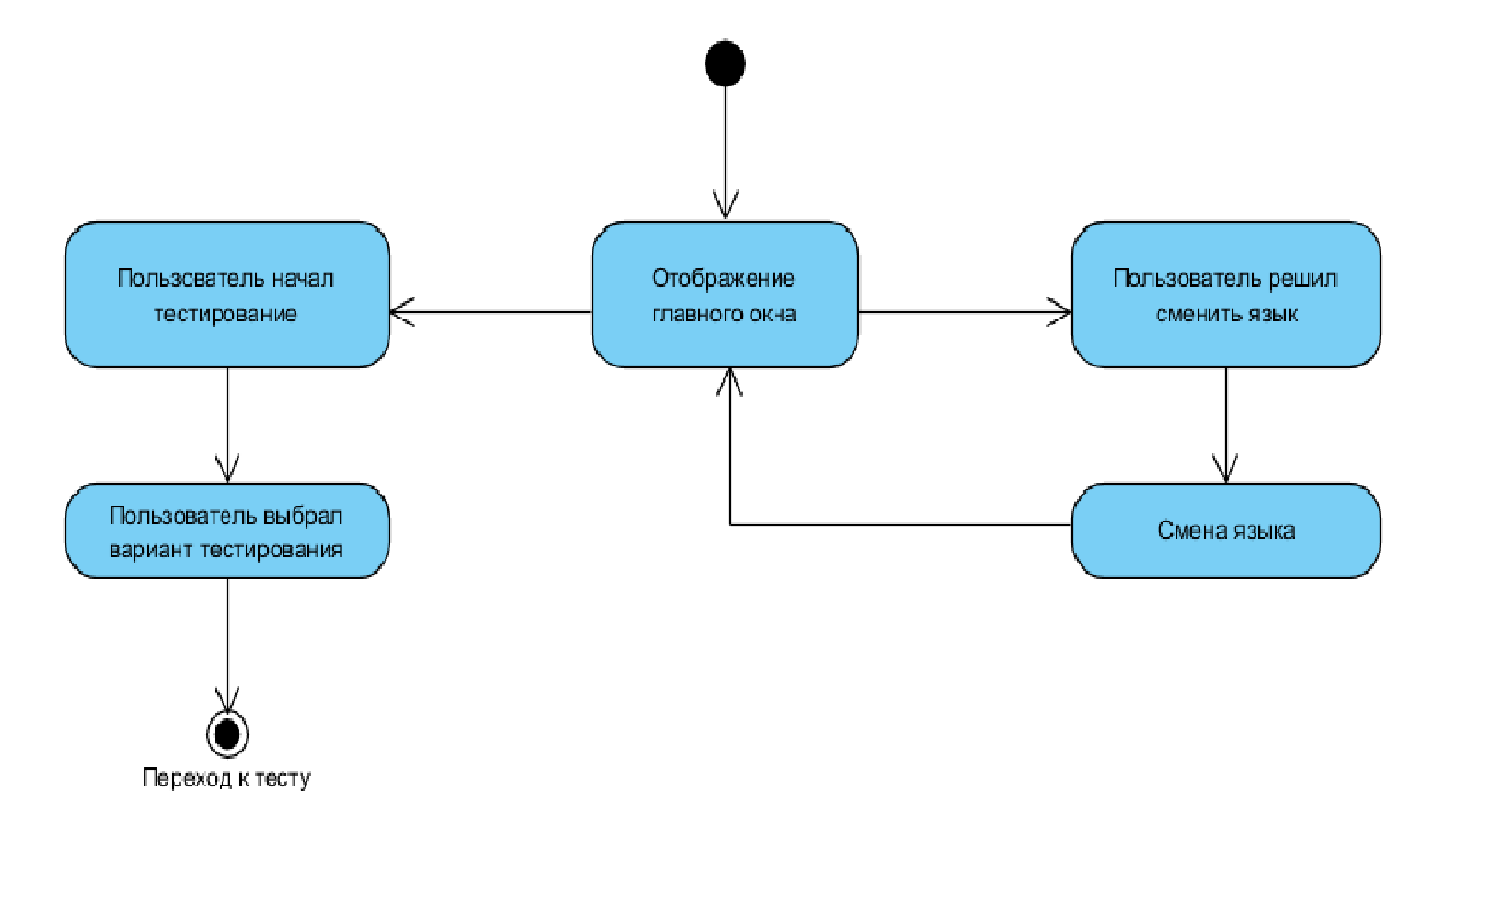 Пользователь начал
тестирование
Отображение
главного окна
Пользователь решил
сменить язык
Пользователь выбрал
вариант тестирования
Смена языка
Переход к тесту